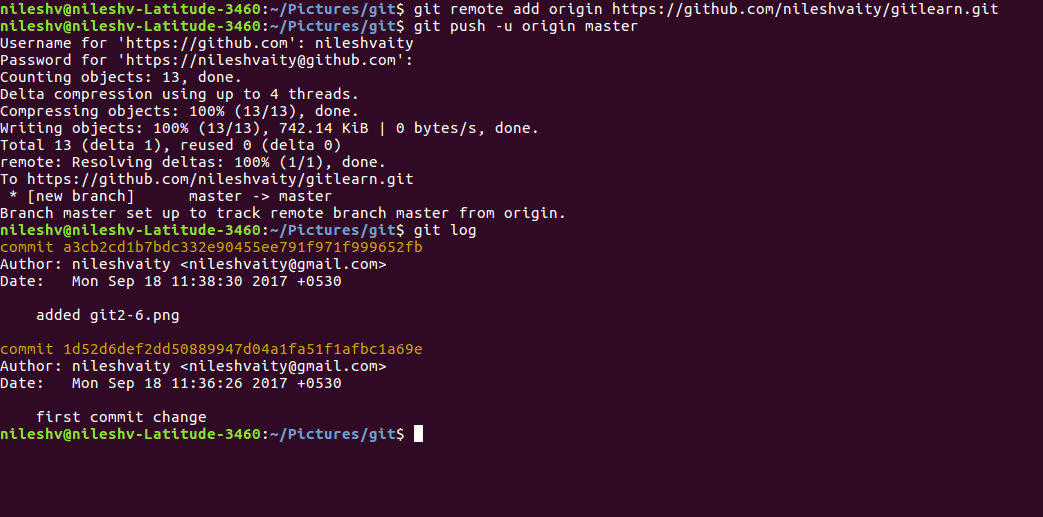 nileshv@nileshv-Latitude-3460:~/Pictures/git$ git remote add origin https://github.com/nileshvaity/gitlearn.git
nileshv@nileshv-Latitude-3460:~/Pictures/git$ git push -u origin master
Username for 'https://github.com': nileshvaity
Password for 'https://nileshvaity@github.com':
Counting objects: 13, done.
Delta compression using up to 4 threads.
Compressing objects: 100% (13/13), done.
Writing objects: 100% (13/13), 742.14 KiB | 0 bytes/s, done.
Total 13 (delta 1), reused 0 (delta 0)
remote: Resolving deltas: 100% (1/1), done.
To https://github.com/nileshvaity/gitlearn.git
 * [new branch]      master -> master
Branch master set up to track remote branch master from origin.
nileshv@nileshv-Latitude-3460:~/Pictures/git$ git log
commit a3cb2cd1b7bdc332e90455ee791f971f999652fb
Author: nileshvaity <nileshvaity@gmail.com>
Date:   Mon Sep 18 11:38:30 2017 +0530
    added git2-6.png
commit 1d52d6def2dd50889947d04a1fa51f1afbc1a69e
Author: nileshvaity <nileshvaity@gmail.com>
Date:   Mon Sep 18 11:36:26 2017 +0530
    first commit change
nileshv@nileshv-Latitude-3460:~/Pictures/git$